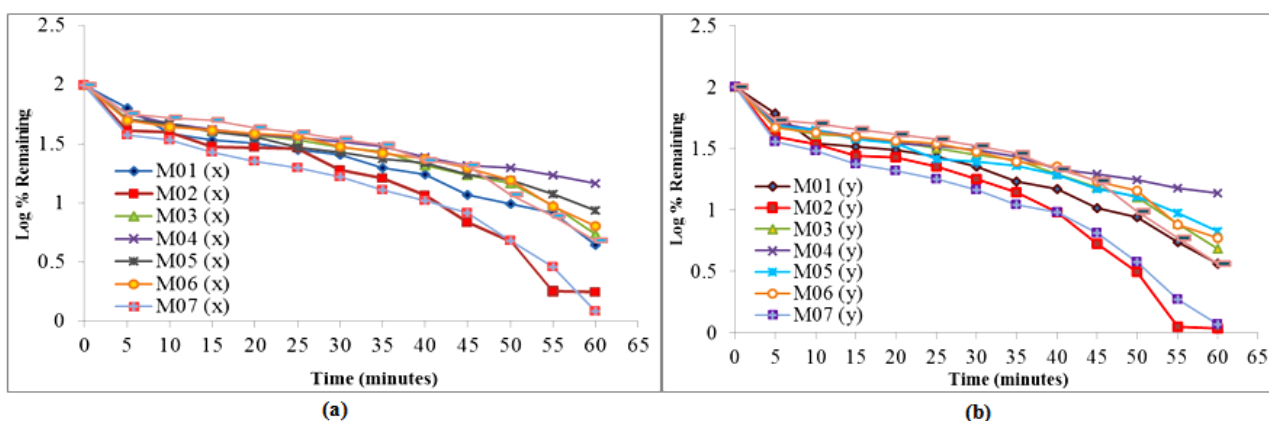 2.5
2
1.5
1
0.5
0
Log % Remaining
M01 (x)
M02 (x)
M03 (x)
M04 (x)
M05 (x)
M06 (x)
M07 (x)
0 5 10 15 20 25 30 35 40 45 50 55 60 65
Time (minutes)
(a)
2.5
2
1.5
1
0.5
0
Log % Remaining
M01 (y)
M02 (y)
M03 (y)
M04 (y)
M05 (y)
M06 (y)
M07 (y)
0 5 10 15 20 25 30 35 40 45 50 55 60 65
Time (minutes)
(b)